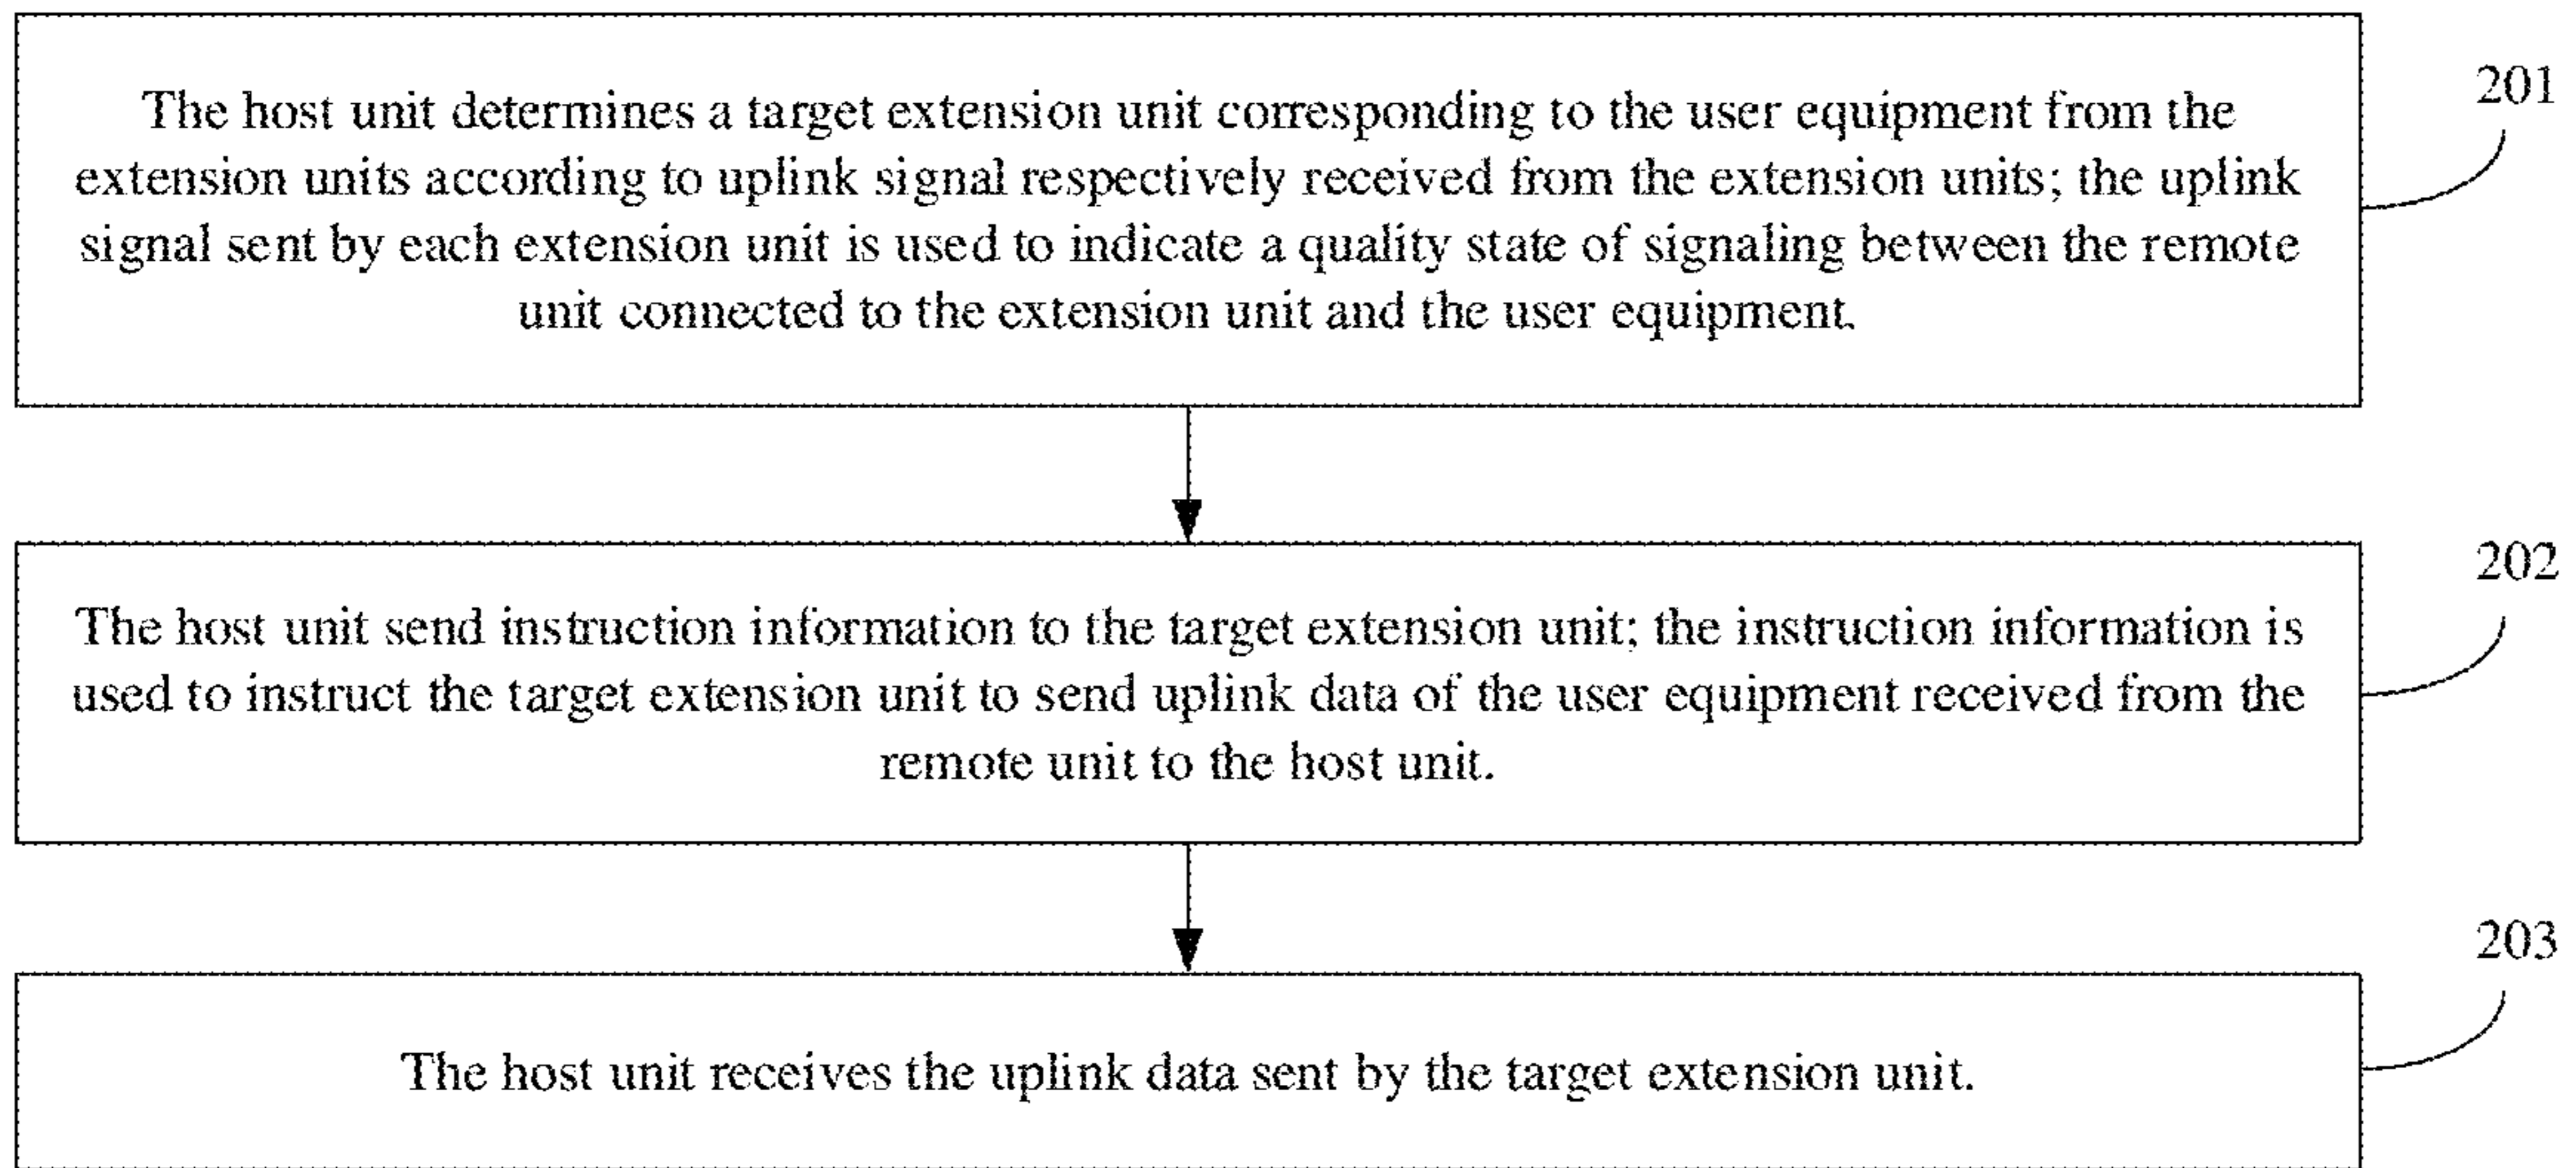 The host unit determines a target extension unit corresponding to the user equipment from the
extension units according to uplink signal respectively received from the extension units; the uplink
signal sent by each extension unit is used to indicate a quality state of signaling between the remote
unit connected to the extension unit and the user equipment.
201
The host unit send instruction information to the target extension unit; the instruction information is
used to instruct the target extension unit to send uplink data of the user equipment received from the
remote unit to the host unit.
202
The host unit receives the uplink data sent by the target extension unit.
203